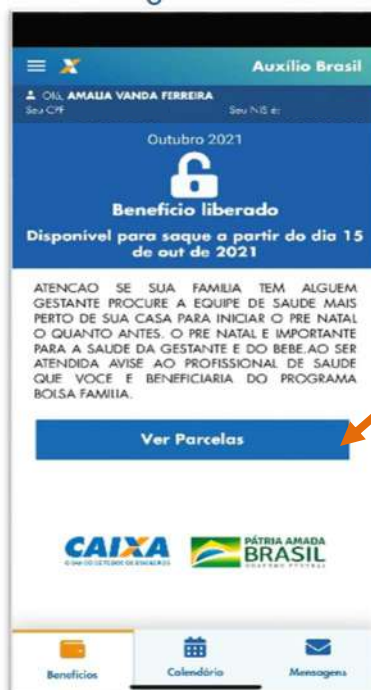 Auxílio Brasil
Olá, AMALIA VANDA FERREIRA
Seu CPF Seu NIS é:
Outubro 2021
Benefício liberado
Disponível para saque a partir do dia 15
de out de 2021
ATENCAO SE SUA FAMILIA TEM ALGUEM
GESTANTE PROCURE A EQUIPE DE SAUDE MAIS
PERTO DE SUA CASA PARA INICIAR O PRE NATAL
O QUANTO ANTES. O PRE NATAL E IMPORTANTE
PARA A SAUDE DA GESTANTE E DO BEBE.AO SER
ATENDIDA AVISE AO PROFISSIONAL DE SAUDE
QUE VOCE E BENEFICIARIA DO PROGRAMA
BOLSA FAMILIA.
Ver Parcelas
CAIXA
PÁTRIA AMADA
BRASIL
GOVERNO FEDERAL
Benefícios Calendário Mensagens